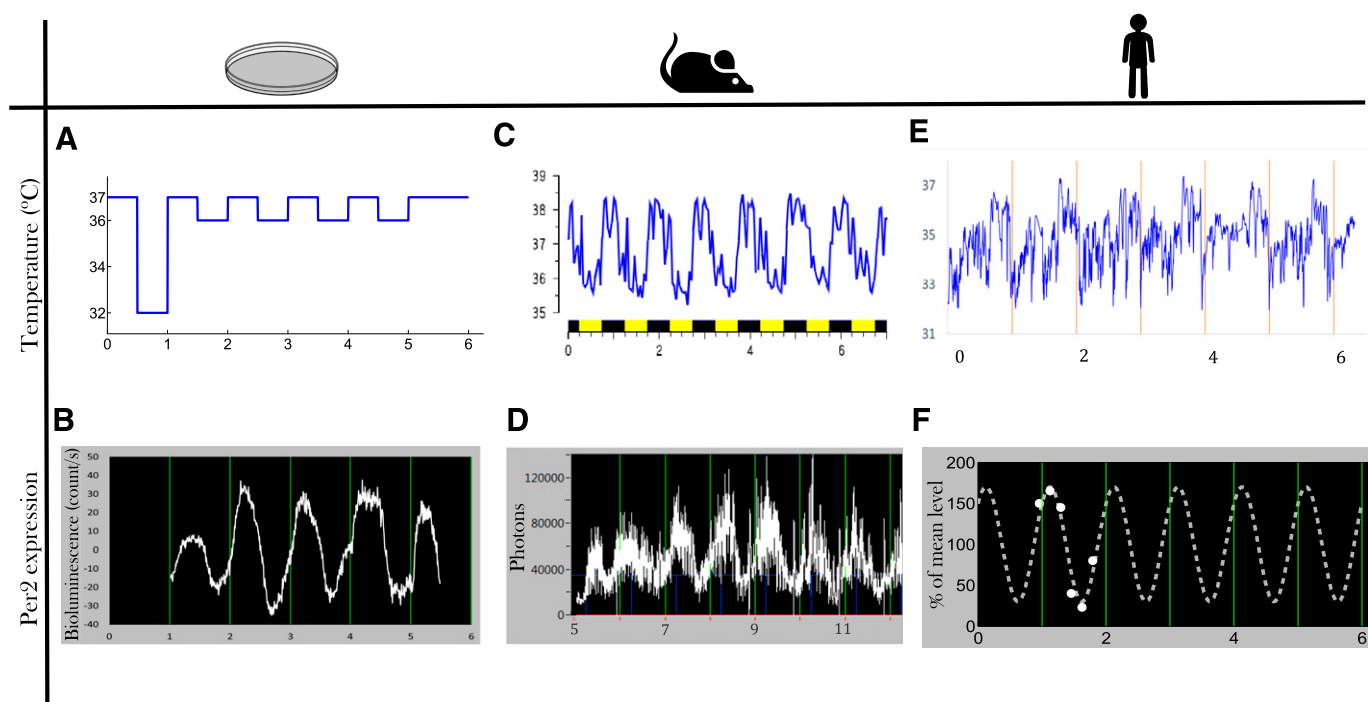 A
C
E
Temperature (ºC)
37
36
34
32
0 1 2 3 4 5 6
39
38
37
36
35
0 2 4 6
37
35
33
31
0 2 4 6
B
D
F
Per2 expression
Bioluminescence (count/s)
50
40
30
20
10
0
-10
-20
-30
-40
0 1 2 3 4 5 6
Photons
120000
80000
40000
0
5 7 9 11
% of mean level
200
150
100
50
0
0 2 4 6